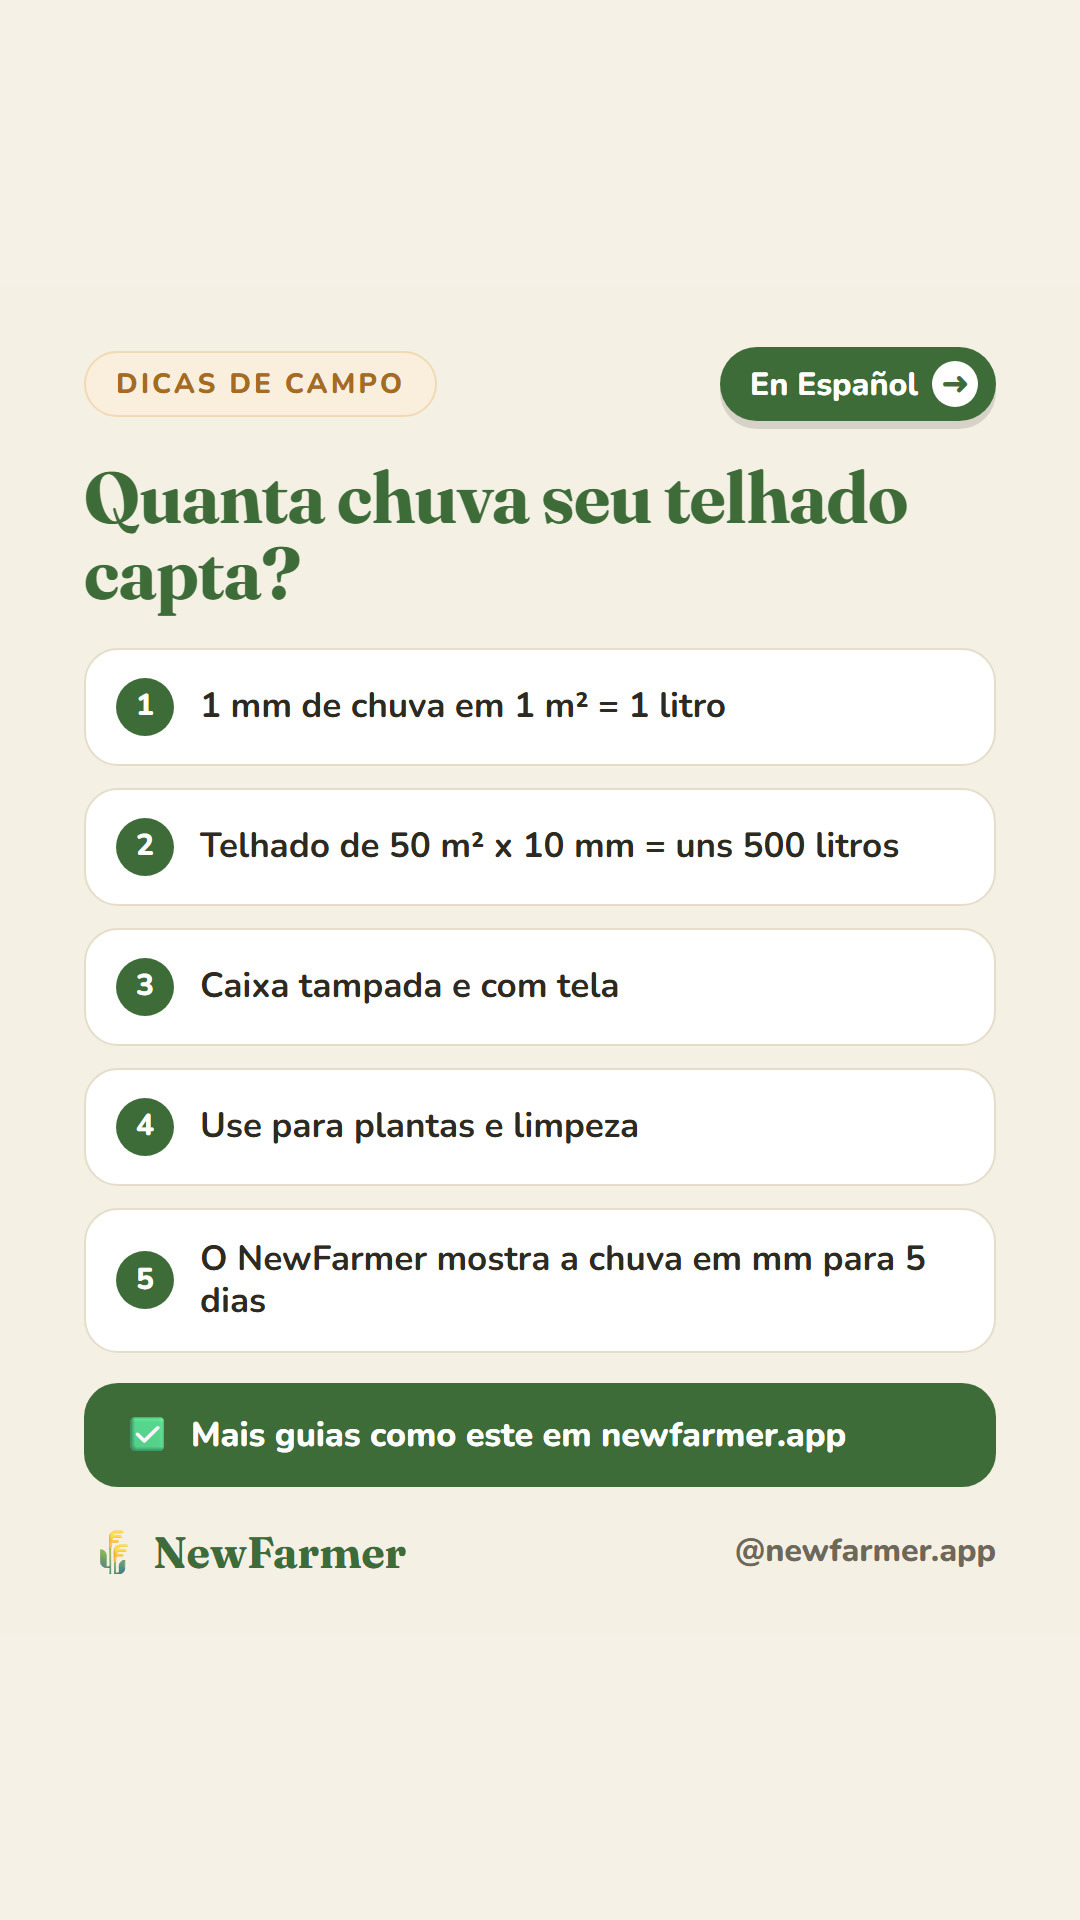 DICAS DE CAMPO
En Español ➜
Quanta chuva seu telhado
capta?
1 1 mm de chuva em 1 m² = 1 litro
2 Telhado de 50 m² x 10 mm = uns 500 litros
3 Caixa tampada e com tela
4 Use para plantas e limpeza
5 O NewFarmer mostra a chuva em mm para 5
dias
✅ Mais guias como este em newfarmer.app
NewFarmer
@newfarmer.app